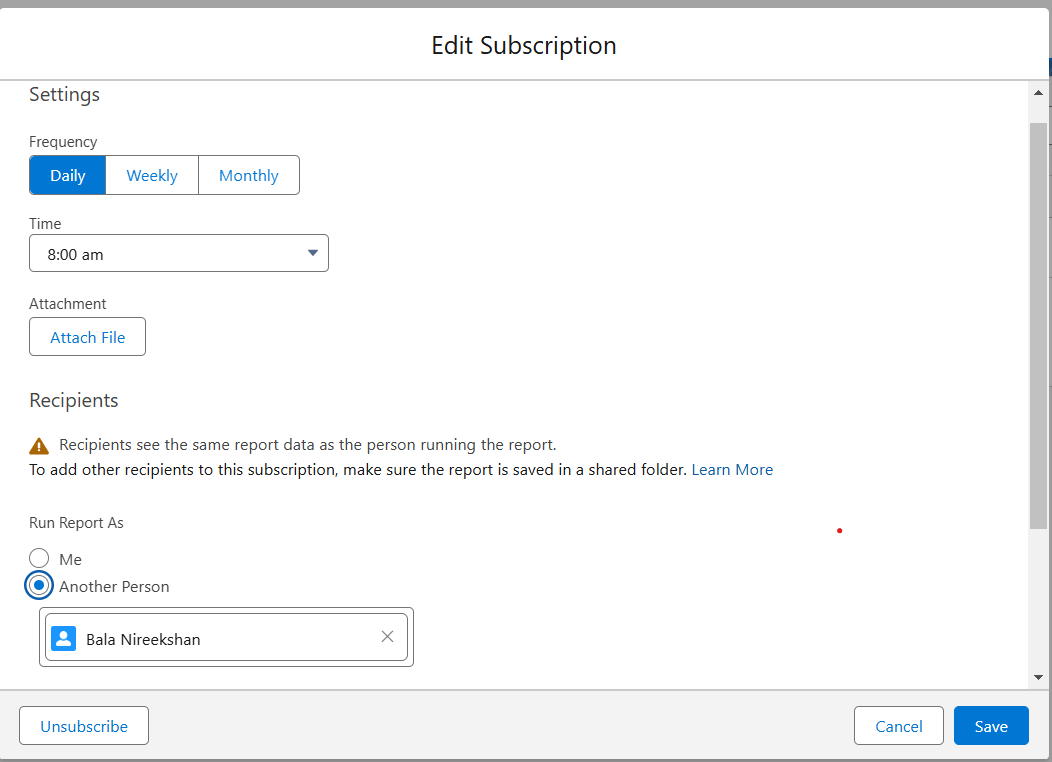 Edit Subscription
Settings
Frequency
Daily Weekly Monthly
Time
8:00 am
Attachment
Attach File
Recipients
Recipients see the same report data as the person running the report.
To add other recipients to this subscription, make sure the report is saved in a shared folder. Learn More
Run Report As
Me
Another Person
Bala Nireekshan
Unsubscribe Cancel Save